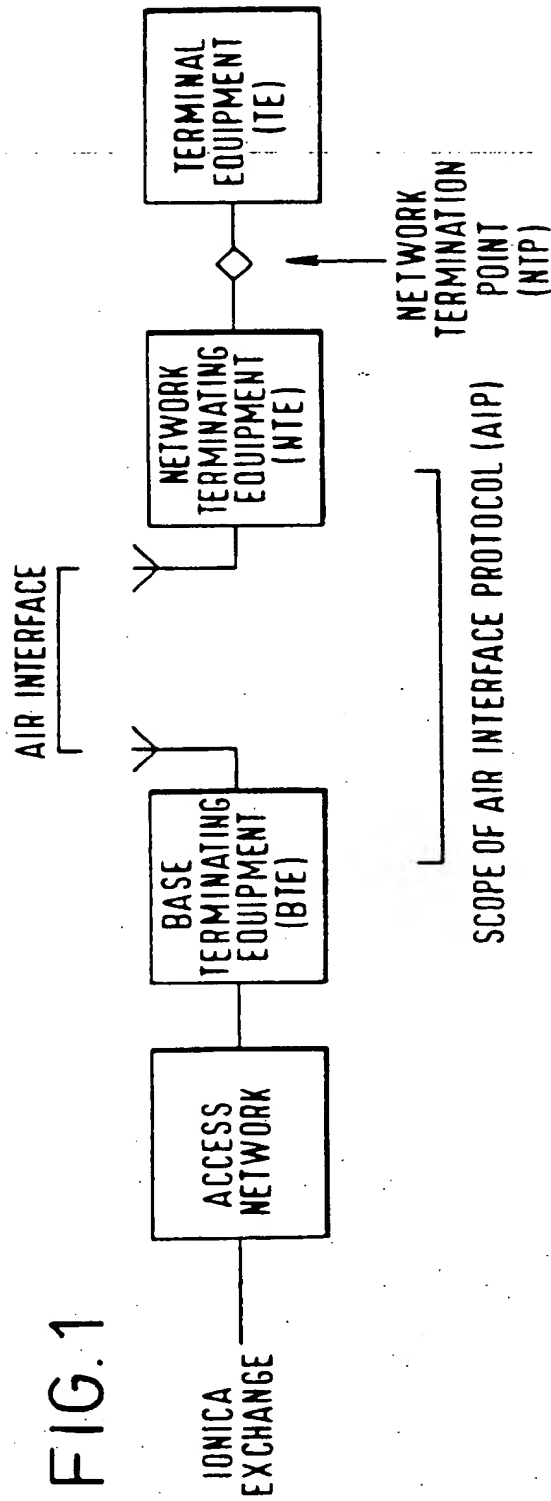 FIG. 1
IONICA
EXCHANGE
ACCESS
NETWORK
BASE
TERMINATING
EQUIPMENT
(BTE)
AIR INTERFACE
NETWORK
TERMINATING
EQUIPMENT
(NTE)
TERMINAL
EQUIPMENT
(TE)
NETWORK
TERMINATION
POINT
(NTP)
SCOPE OF AIR INTERFACE PROTOCOL (AIP)